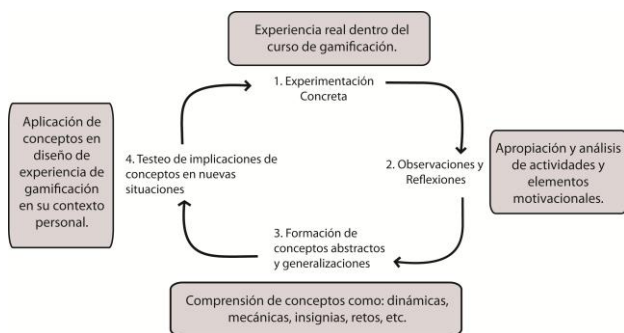 Experiencia real dentro del
curso de gamificación.
1. Experimentación
Concreta
2. Observaciones y
Reflexiones
Apropiación y análisis
de actividades y
elementos
motivacionales.
3. Formación de
conceptos abstractos
y generalizaciones
Comprensión de conceptos como: dinámicas,
mecánicas, insignias, retos, etc.
4. Testeo de implicaciones de
conceptos en nuevas
situaciones
Aplicación de
conceptos en
diseño de
experiencia de
gamificación
en su contexto
personal.